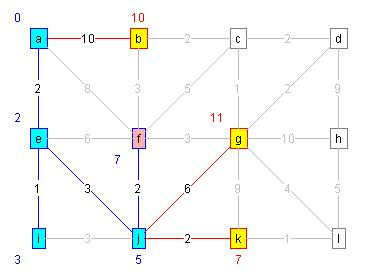 0 10
a 10 b 2 c 2 d
2 8 3 5 1 2 9
2 11
e 6 f 3 g 10 h
7
1 3 2 6 9 4 5
i 3 j 2 k 1 l
3 5 7